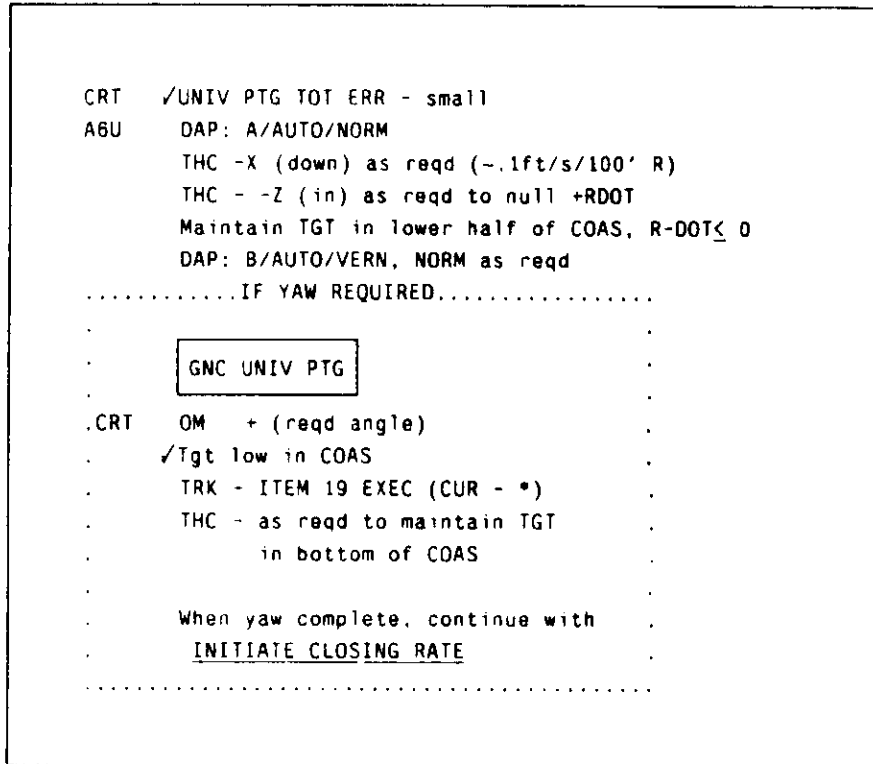 CRT ✓UNIV PTG TOT ERR - small
A6U DAP: A/AUTO/NORM
THC -X (down) as reqd (~.1ft/s/100' R)
THC - -Z (in) as reqd to null +RDOT
Maintain TGT in lower half of COAS, R-DOT≤ 0
DAP: B/AUTO/VERN, NORM as reqd
............IF YAW REQUIRED.................
GNC UNIV PTG
.CRT OM + (reqd angle)
✓Tgt low in COAS
TRK - ITEM 19 EXEC (CUR - *)
THC - as reqd to maintain TGT
in bottom of COAS
When yaw complete, continue with
INITIATE CLOSING RATE